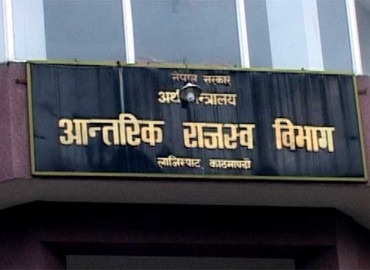 नेपाल सरकार
अर्थ मन्त्रालय
आन्तरिक राजस्व विभाग
लाजिम्पाट, काठमाण्डौ